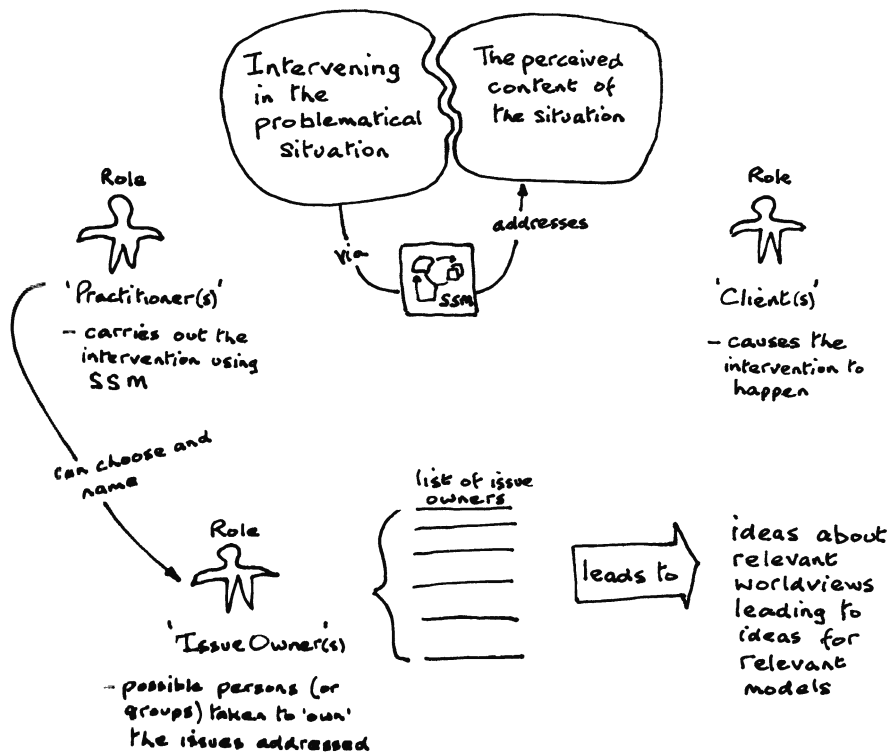 Intervening
in the
problematical
situation
The perceived
content of
the situation
via
SSM
addresses
Role
'Practitioner(s)'
- carries out the
intervention using
SSM
Role
'Client(s)'
- causes the
intervention to
happen
can choose and
name
Role
'Issue Owner(s)
- possible persons (or
groups) taken to 'own'
the issues addressed
list of issue
owners
leads to
ideas about
relevant
worldviews
leading to
ideas for
relevant
models